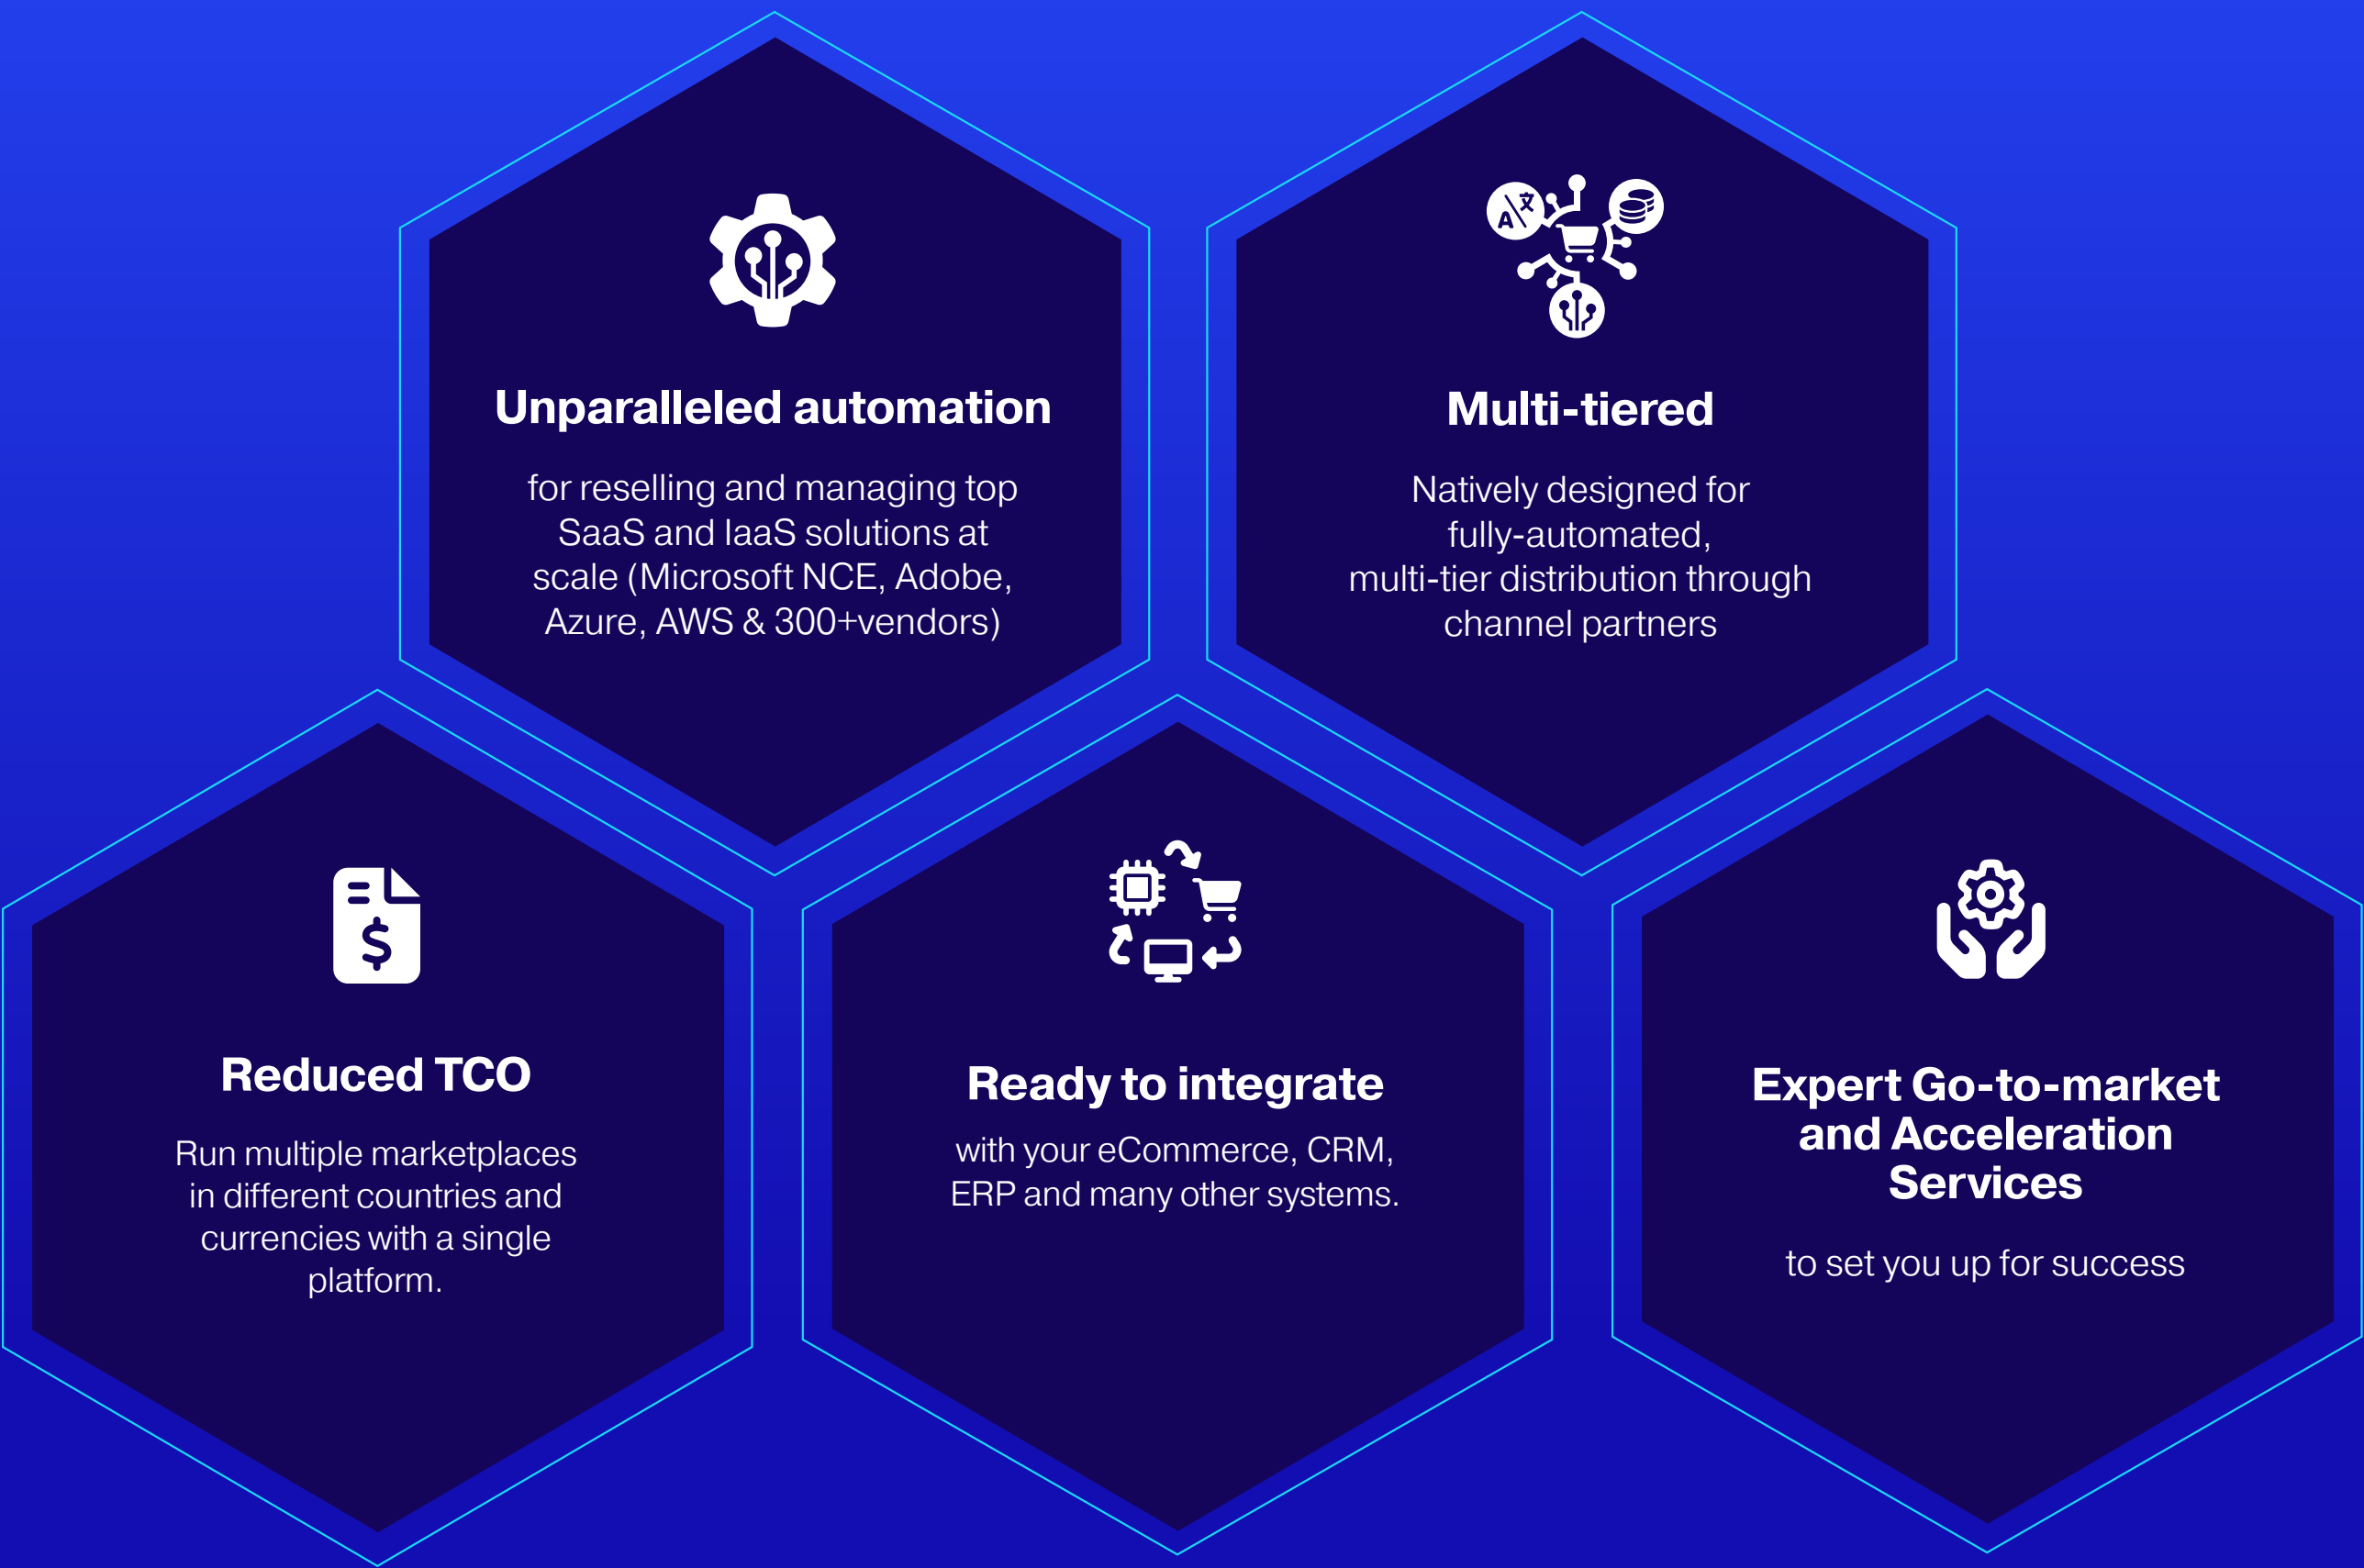 Unparalleled automation
for reselling and managing top
SaaS and IaaS solutions at
scale (Microsoft NCE, Adobe,
Azure, AWS & 300+vendors)
A文
Multi-tiered
Natively designed for
fully-automated,
multi-tier distribution through
channel partners
$
Reduced TCO
Run multiple marketplaces
in different countries and
currencies with a single
platform.
Ready to integrate
with your eCommerce, CRM,
ERP and many other systems.
Expert Go-to-market
and Acceleration
Services
to set you up for success